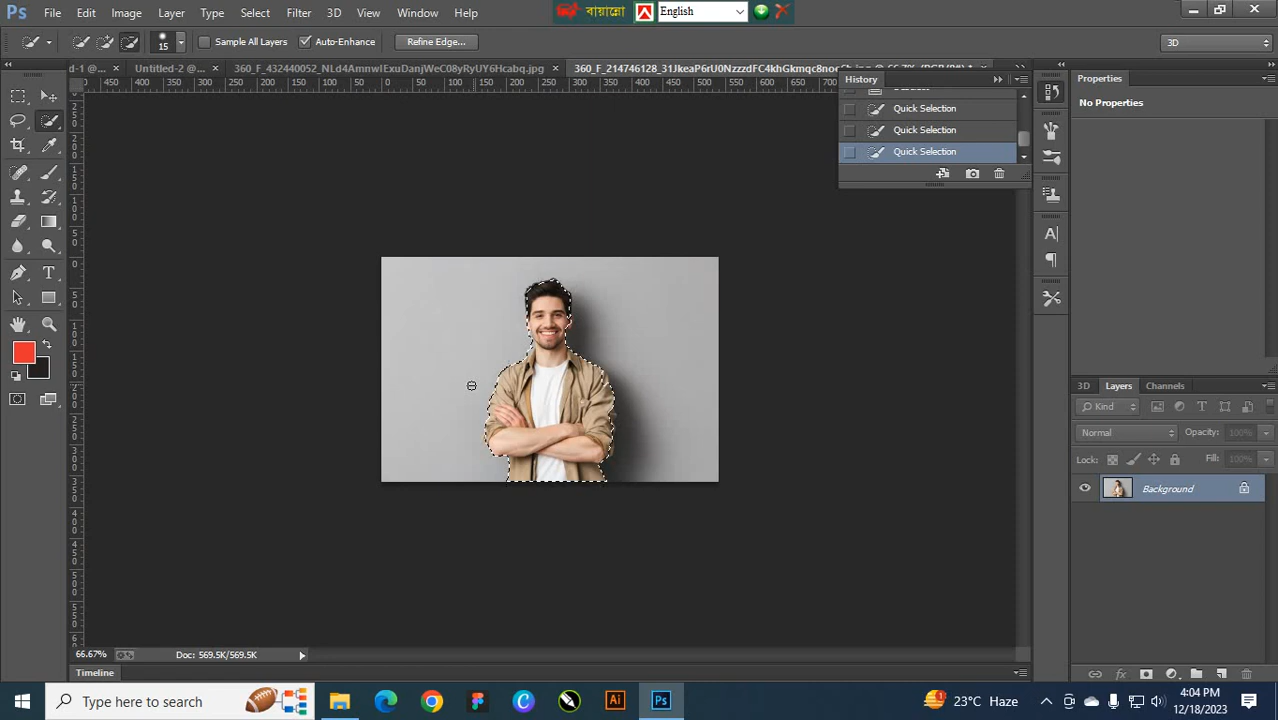 Ps File Edit Image Layer Type Select Filter 3D View Window Help
বায়ান্নো English
15 Sample All Layers Auto-Enhance Refine Edge... 3D
d-1 @... × Untitled-2 @... × 360_F_432440052_NLd4AmnwIExuDanjWeC08yRyUY6Hcabq.jpg ×
History
Quick Selection
Quick Selection
Quick Selection
Properties
No Properties
3D Layers Channels
Kind
Normal Opacity: 100%
Lock: Fill: 100%
Background
66.67% Doc: 569.5K/569.5K
Timeline
Type here to search
Ai Ps
23°C Haze
4:04 PM
12/18/2023